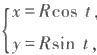 x = R cos t ,
y = R sin t ,